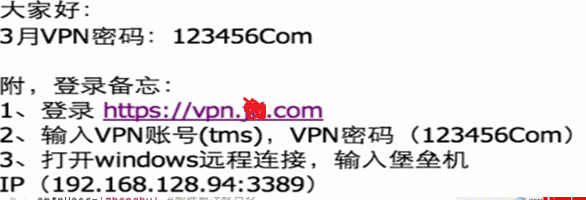 大家好:
3月VPN密码: 123456Com
附，登录备忘:
1、登录 https://vpn.j.com
2、输入VPN账号(tms)，VPN密码（123456Com）
3、打开windows远程连接，输入堡垒机
IP（192.168.128.94:3389）